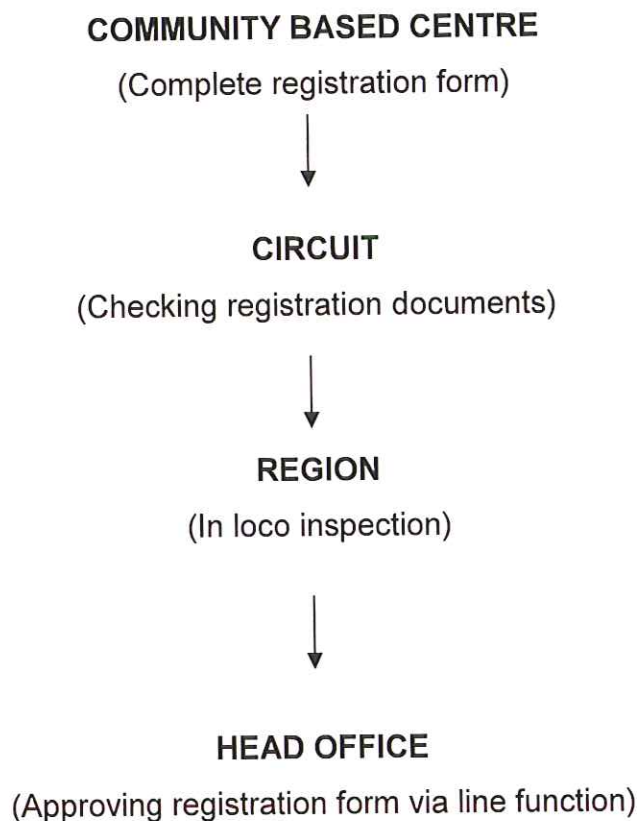 COMMUNITY BASED CENTRE
(Complete registration form)
CIRCUIT
(Checking registration documents)
REGION
(In loco inspection)
HEAD OFFICE
(Approving registration form via line function)